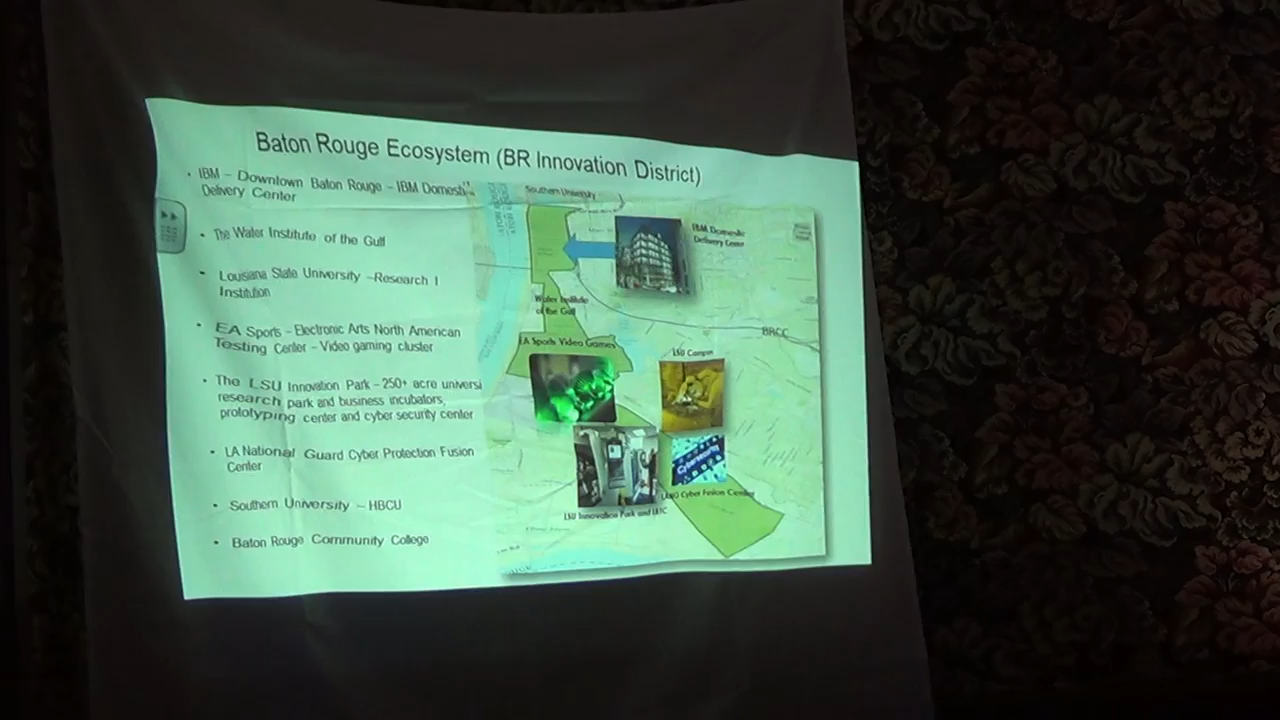 Baton Rouge Ecosystem (BR Innovation District)
• IBM – Downtown Baton Rouge – IBM Domesti
Delivery Center
• The Water Institute of the Gulf
• Lousiana State University –Research I
Institution
• EA Sports – Electronic Arts North American
Testing Center – Video gaming cluster
• The LSU Innovation Park – 250+ acre universi
research park and business incubators,
prototyping center and cyber security center
• LA National Guard Cyber Protection Fusion
Center
• Southern University – HBCU
• Baton Rouge Community College
Southern University
IBM Domestic
Delivery Center
Water Institute
of the Gulf
BRCC
EA Sports Video Games
LSU Campus
Cybersecurity
Cyber Fusion Center
LSU Innovation Park and